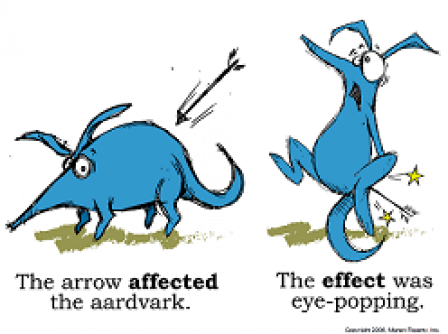 The arrow affected
the aardvark.
The effect was
eye-popping.